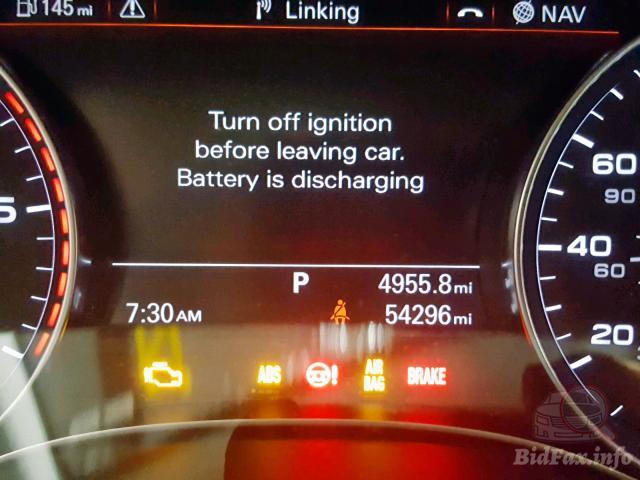 145 mi
Linking
NAV
Turn off ignition
before leaving car.
Battery is discharging
P
4955.8 mi
7:30 AM
54296 mi
ABS
!
AIR
BAG
BRAKE
5
60
90
40
60
20
BidFax.info